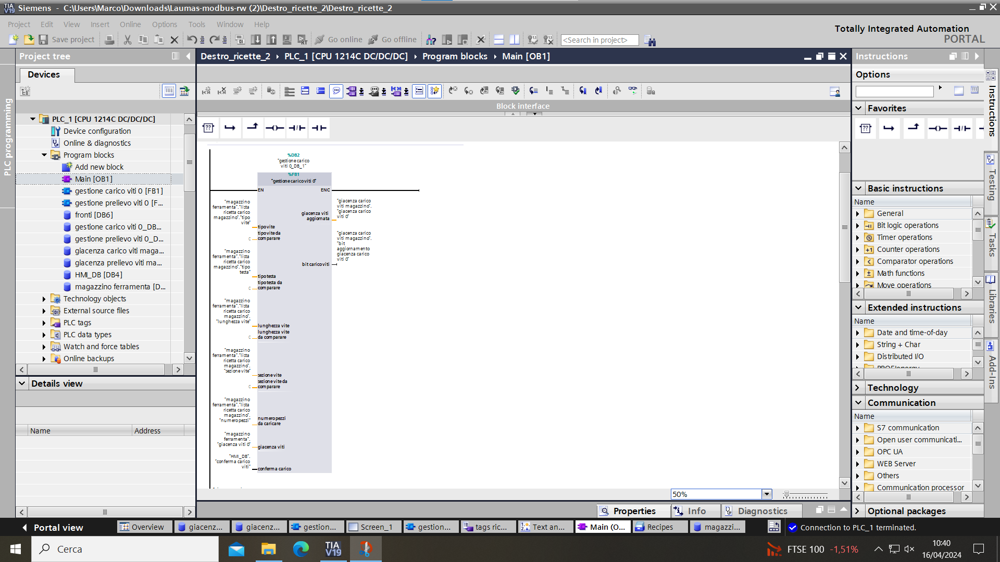 Siemens - C:\Users\Marco\Downloads\Laumas-modbus-rw (2)\Destro_ricette_2\Destro_ricette_2
Project Edit View Insert Online Options Tools Window Help
Totally Integrated Automation
PORTAL
Save project
Go online
Go offline
<Search in project>
Project tree
Destro_ricette_2 › PLC_1 [CPU 1214C DC/DC/DC] › Program blocks › Main [OB1]
Instructions
Devices
Options
PLC programming
Block interface
Favorites
PLC_1 [CPU 1214C DC/DC/DC]
Device configuration
Online & diagnostics
Program blocks
Add new block
Main [OB1]
gestione carico viti 0 [FB1]
gestione prelievo viti 0 [F...
fronti [DB6]
gestione carico viti 0_DB...
gestione prelievo viti 0_D...
giacenza carico viti maga...
giacenza prelievo viti ma...
HMI_DB [DB4]
magazzino ferramenta [D...
Technology objects
External source files
PLC tags
PLC data types
Watch and force tables
Online backups
Details view
Name Address
%DB2
"gestione carico
viti 0_DB_1"
%FB1
"gestione carico viti 0"
EN
ENO
"magazzino
ferramenta"."lista
ricetta carico
magazzino"."tipo
vite"
tipo vite
0
tipo vite da
comparare
"magazzino
ferramenta"."lista
ricetta carico
magazzino"."tipo
testa"
tipo testa
0
tipo testa da
comparare
"magazzino
ferramenta"."lista
ricetta carico
magazzino".
"lunghezza vite"
lunghezza vite
0
lunghezza vite
da comparare
"magazzino
ferramenta"."lista
ricetta carico
magazzino".
"sezione vite"
sezione vite
0
sezione vite da
comparare
"magazzino
ferramenta"."lista
ricetta carico
magazzino".
"numero pezzi"
numero pezzi
da caricare
"magazzino
ferramenta".
"giacenza viti 0"
giacenza viti
"HMI_DB".
"conferma carico
viti"
conferma carico
giacenza viti
aggiornata
"giacenza carico
viti magazzino".
"giacenza carico
viti 0"
bit carico viti
"giacenza carico
viti magazzino".
"bit
aggiornamento
giacenza carico
viti 0"
50%
Properties
Info
Diagnostics
Basic instructions
Name
General
Bit logic operations
Timer operations
Counter operations
Comparator operations
Math functions
Move operations
Extended instructions
Name
Date and time-of-day
String + Char
Distributed I/O
PROFIenergy
Technology
Communication
Name
S7 communication
Open user communicati...
OPC UA
WEB Server
Others
Communication processor
Optional packages
Instructions
Testing
Tasks
Libraries
Add-Ins
Portal view
Overview
giacenz...
giacenz...
gestion...
Screen_1
gestion...
tags ric...
Text an...
Main (O...
Recipes
magazzi...
Connection to PLC_1 terminated.
Cerca
TIA
V19
FTSE 100 -1,51%
10:40
16/04/2024